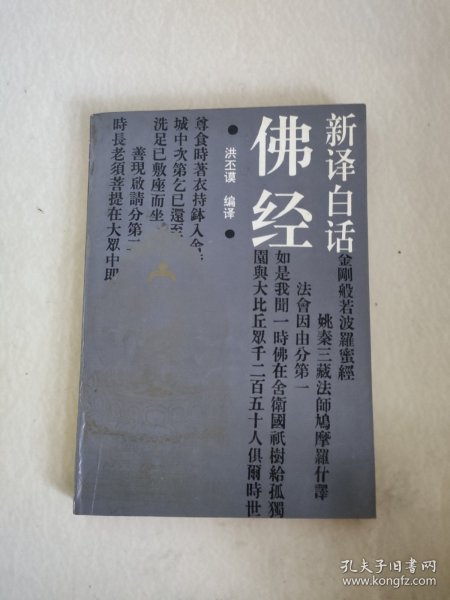 新译白话
佛经
洪丕谟 编译
金剛般若波羅蜜經
姚秦三藏法師鳩摩羅什譯
法會因由分第一
如是我聞一時佛在舍衛國祇樹給孤獨
園與大比丘眾千二百五十人俱爾時世
尊食時著衣持鉢入舍
城中次第乞已還至
洗足已敷座而坐
善現啟請分第二
時長老須菩提在大眾中即
孔夫子旧书网
www.kongfz.com